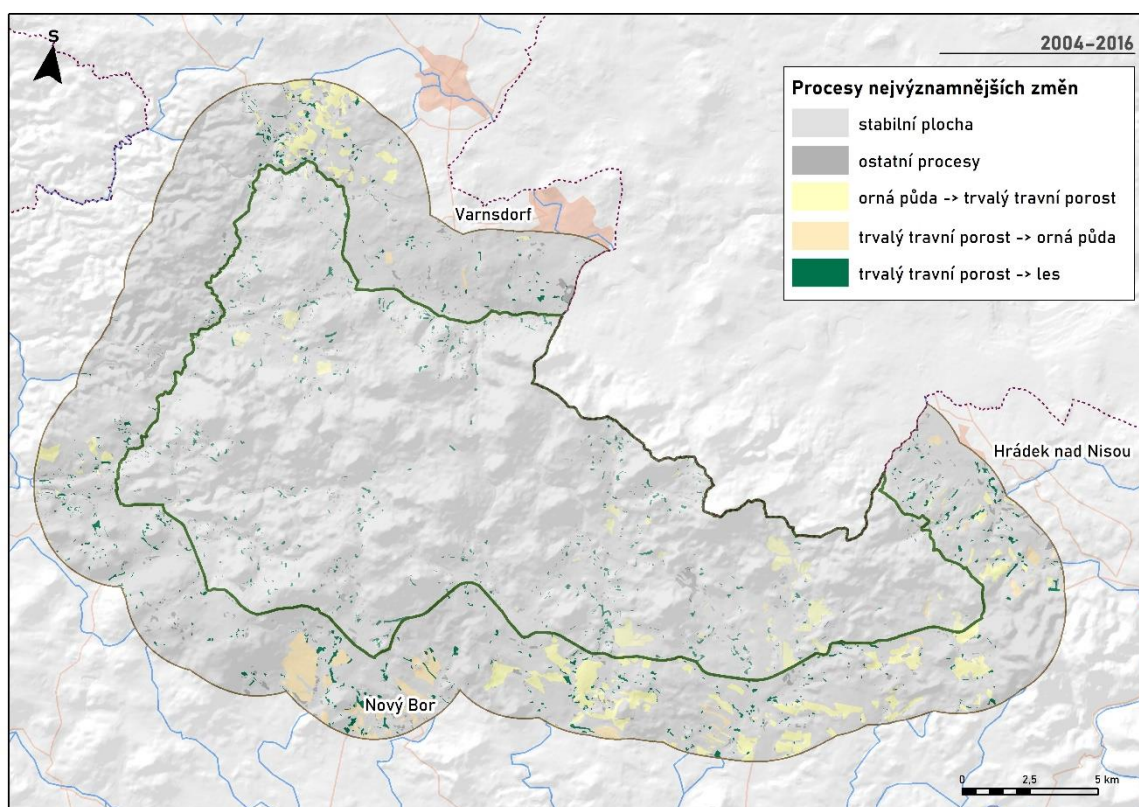 S
2004–2016
Procesy nejvýznamnějších změn
stabilní plocha
ostatní procesy
orná půda -> trvalý travní porost
trvalý travní porost -> orná půda
trvalý travní porost -> les
Varnsdorf
Hrádek nad Nisou
Nový Bor
0 2,5 5 km